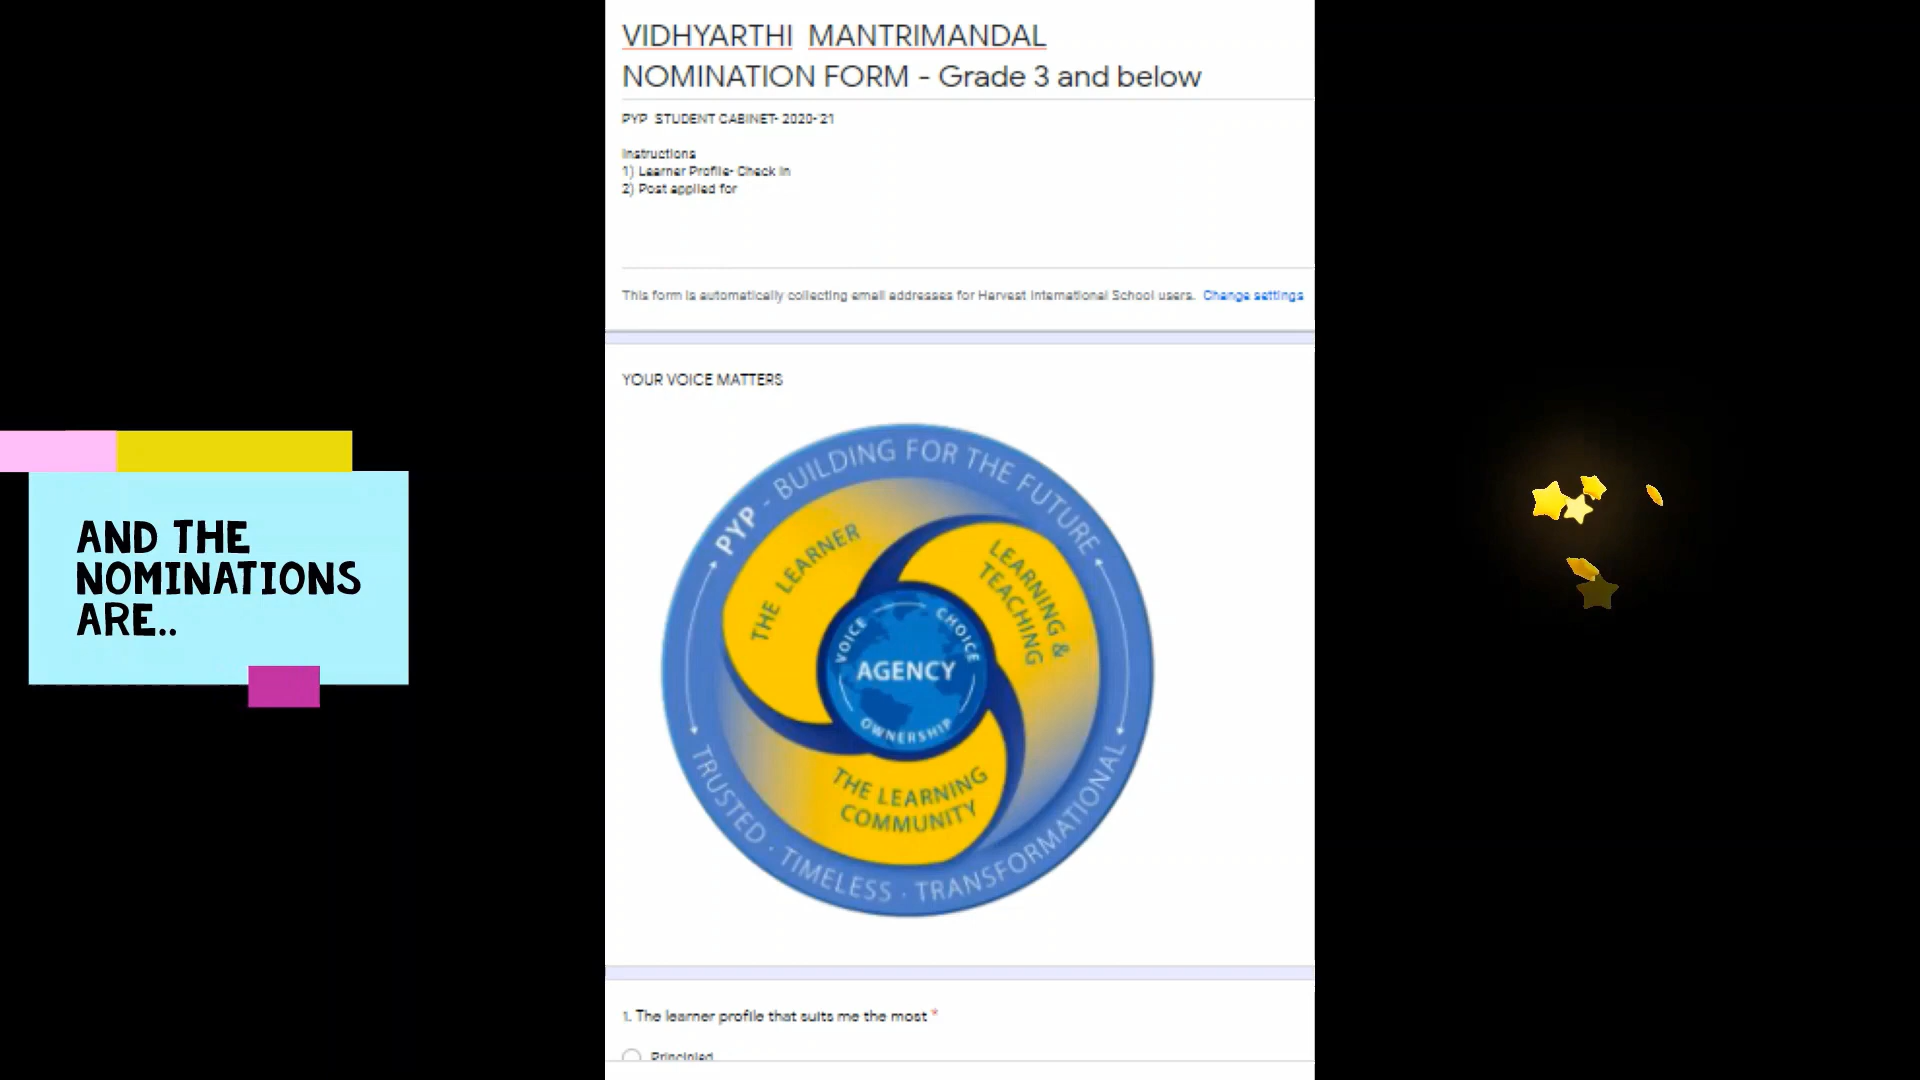 AND THE
NOMINATIONS
ARE..
VIDHYARTHI MANTRIMANDAL
NOMINATION FORM - Grade 3 and below
PYP STUDENT CABINET- 2020-'21
Instructions
1) Learner Profile- Check in
2) Post applied for
This form is automatically collecting email addresses for Harvest International School users. Change settings
YOUR VOICE MATTERS
PYP - BUILDING FOR THE FUTURE
THE LEARNER
LEARNING &
TEACHING
VOICE
CHOICE
AGENCY
OWNERSHIP
THE LEARNING
COMMUNITY
TRUSTED · TIMELESS · TRANSFORMATIONAL
1. The learner profile that suits me the most *
Principled